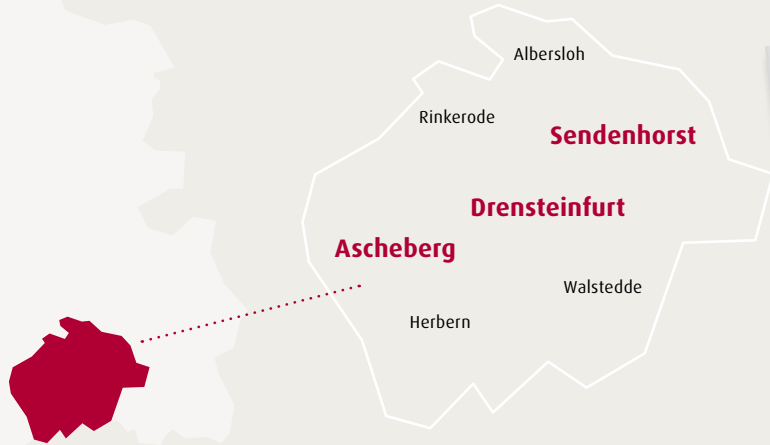 Albersloh
Rinkerode
Sendenhorst
Drensteinfurt
Ascheberg
Walstedde
Herbern